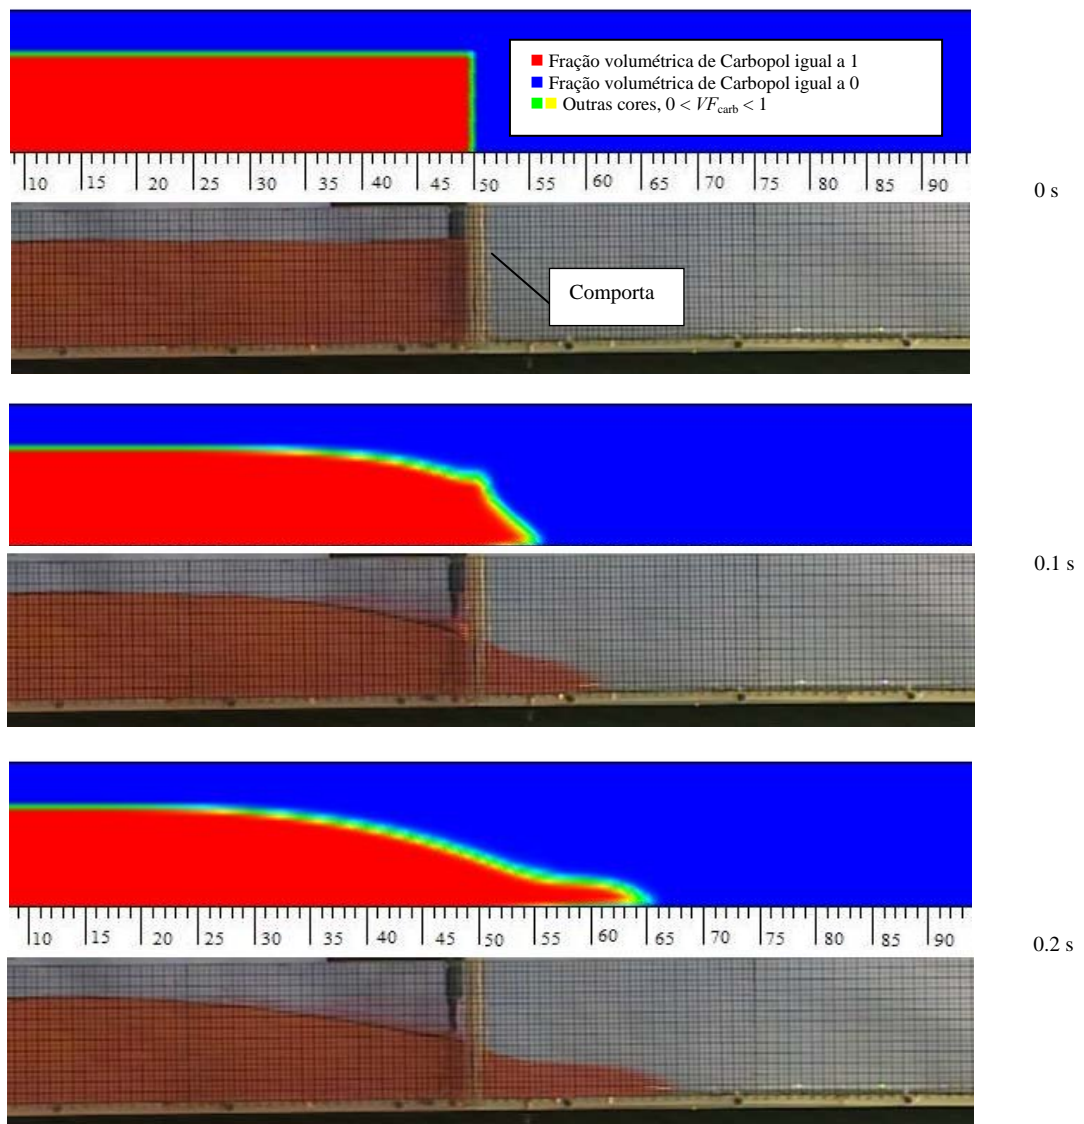 Fração volumétrica de Carbopol igual a 1
Fração volumétrica de Carbopol igual a 0
Outras cores, 0 < VFcarb < 1
10 15 20 25 30 35 40 45 50 55 60 65 70 75 80 85 90
0 s
Comporta
0.1 s
10 15 20 25 30 35 40 45 50 55 60 65 70 75 80 85 90
0.2 s